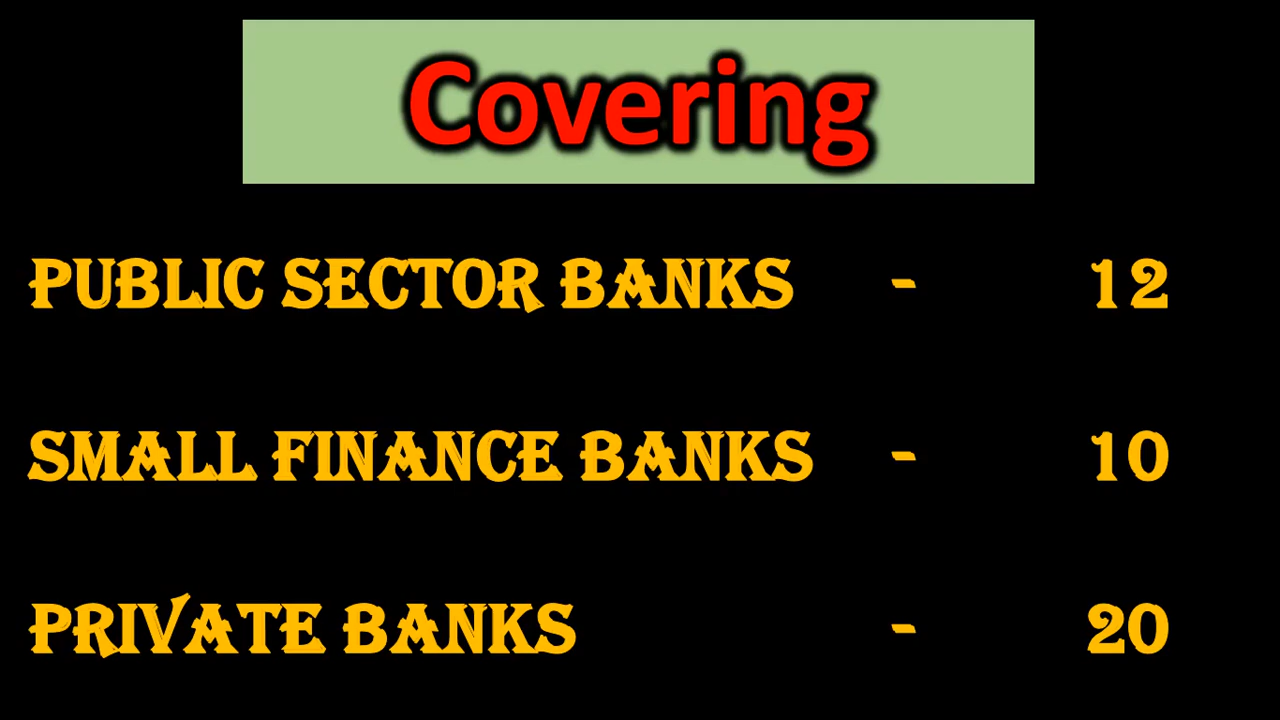 Covering
PUBLIC SECTOR BANKS - 12
SMALL FINANCE BANKS - 10
PRIVATE BANKS - 20